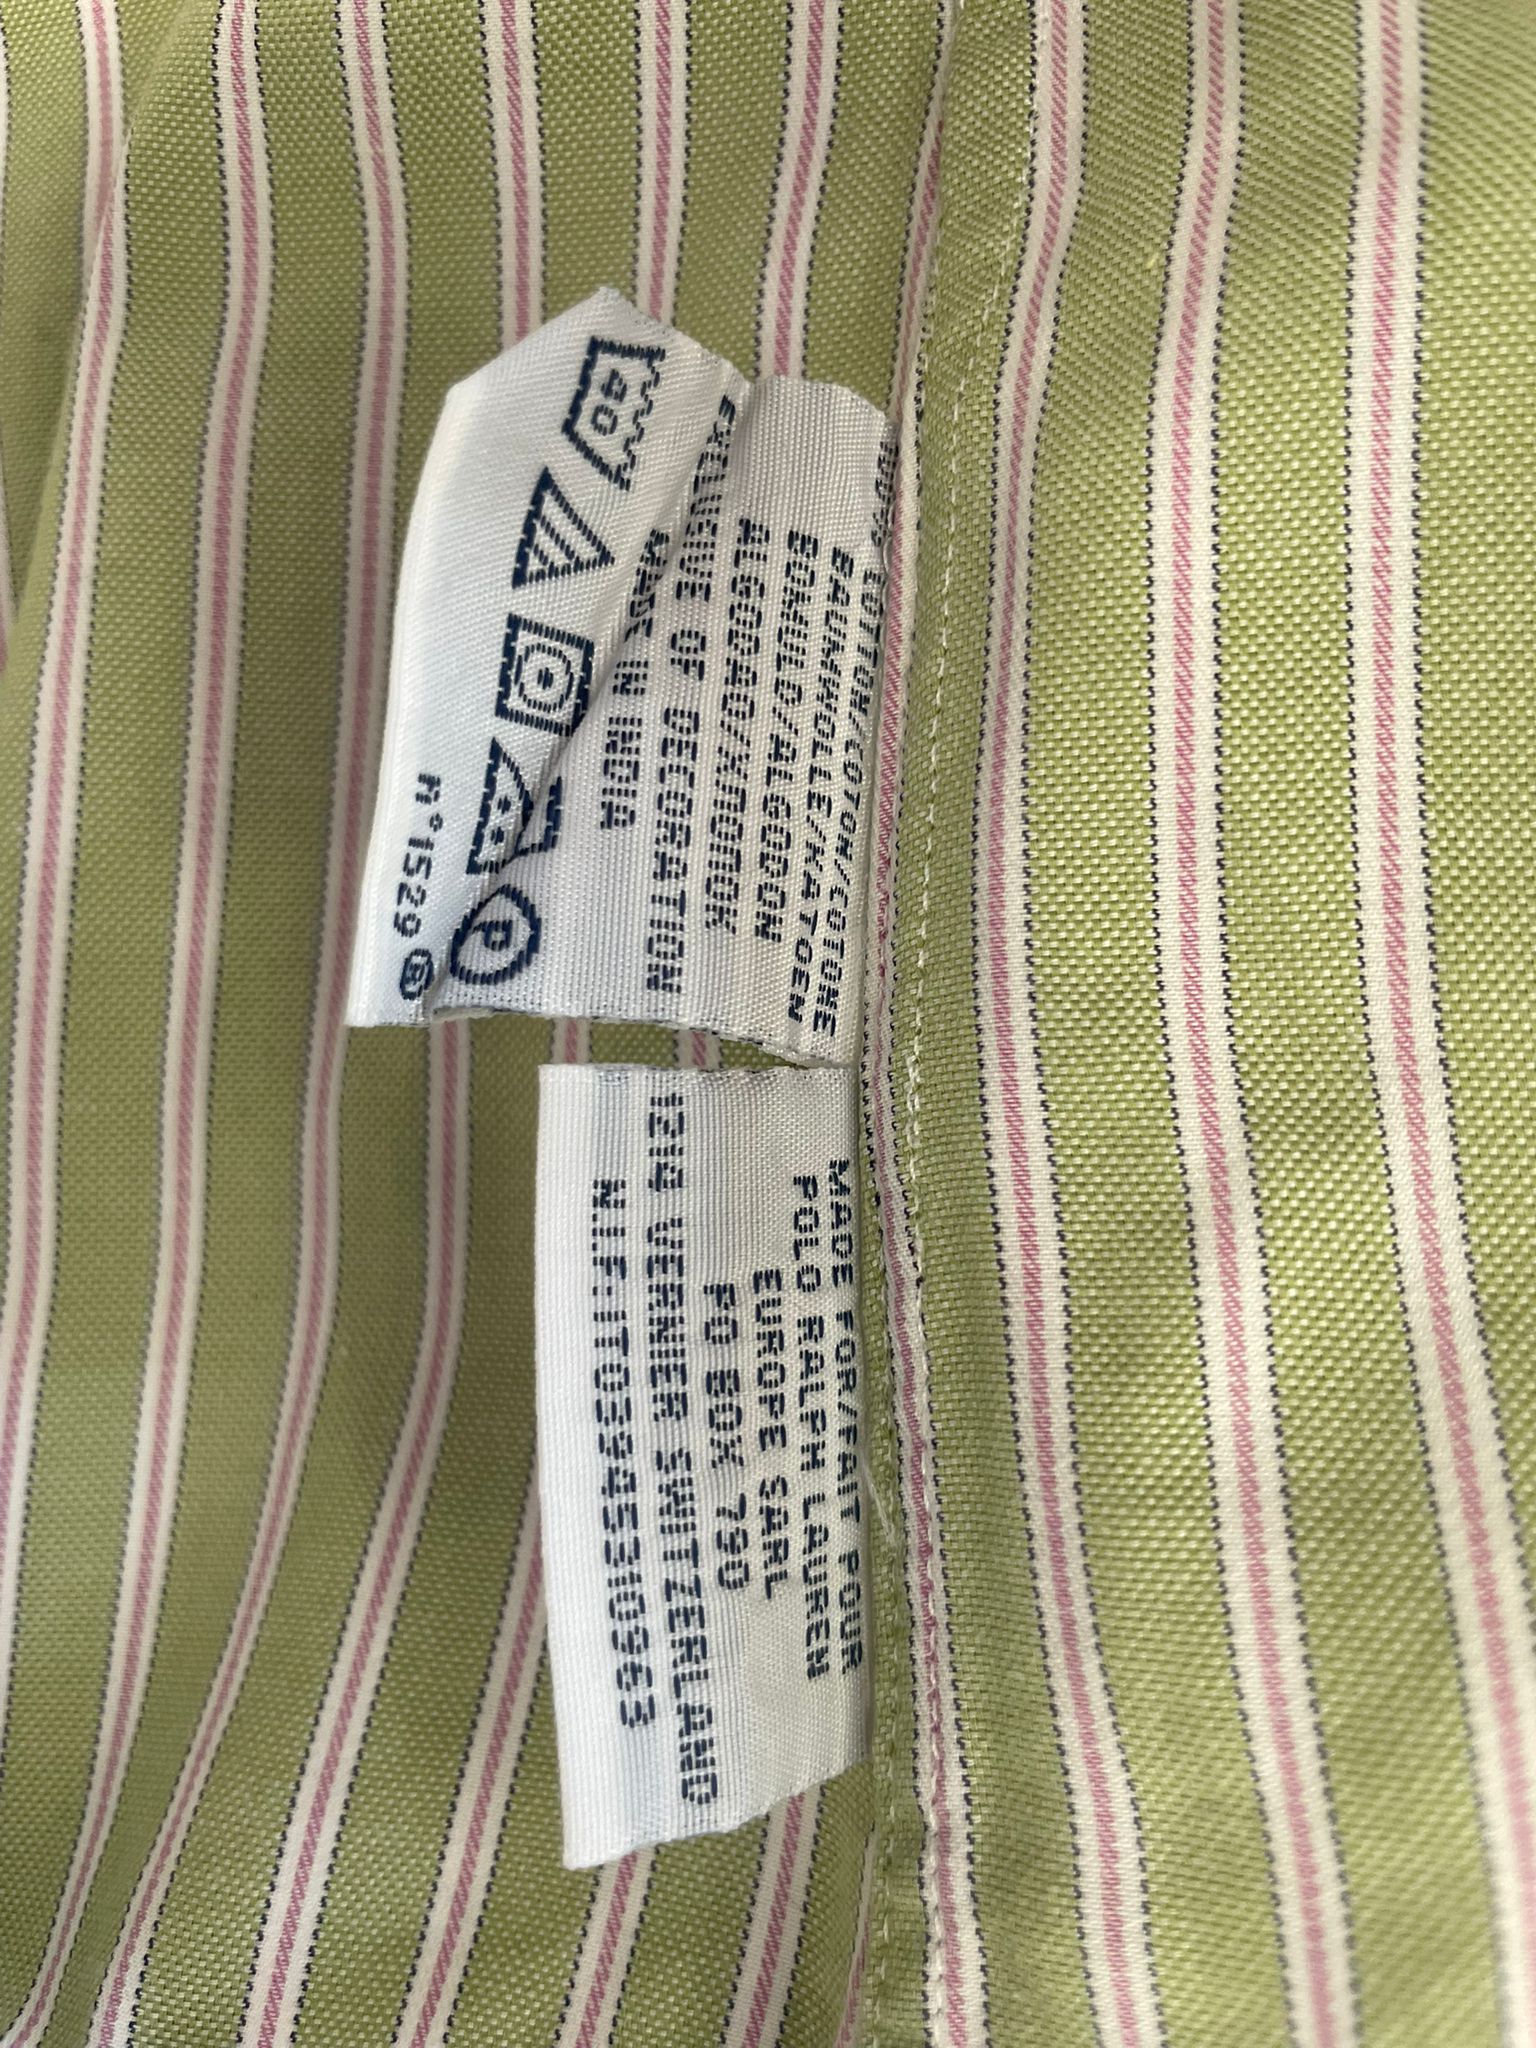 COTTON/COTON/COTONE
BAUMWOLLE/KATOEN
BOMULD/ALGODON
ALGODAO/ΧΠΟΠΟΚ
EXCLUSIVE OF DECORATION
MADE IN INDIA
40
P
N°1529 ®
MADE FOR/FAIT POUR
POLO RALPH LAUREN
EUROPE SARL
PO BOX 790
1214 VERNIER SWITZERLAND
N.I.F:IT03945310963